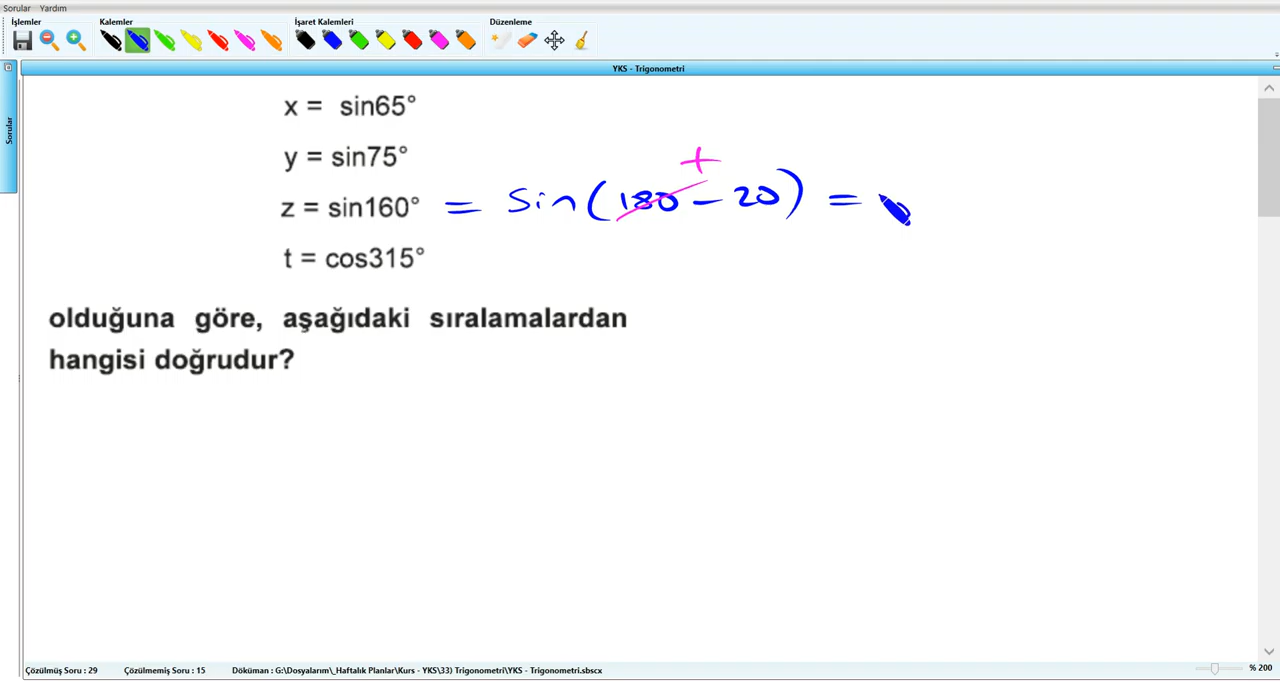 Sorular Yardım
İşlemler Kalemler İşaret Kalemleri Düzenleme
YKS - Trigonometri
Sorular
x = sin65°
y = sin75°
+
z = sin160° = sin(180 - 20) =
t = cos315°
olduğuna göre, aşağıdaki sıralamalardan
hangisi doğrudur?
Çözülmüş Soru : 29 Çözülmemiş Soru : 15 Döküman : G:\Dosyalarım\_Haftalık Planlar\Kurs - YKS\33) Trigonometri\YKS - Trigonometri.sbscx % 200